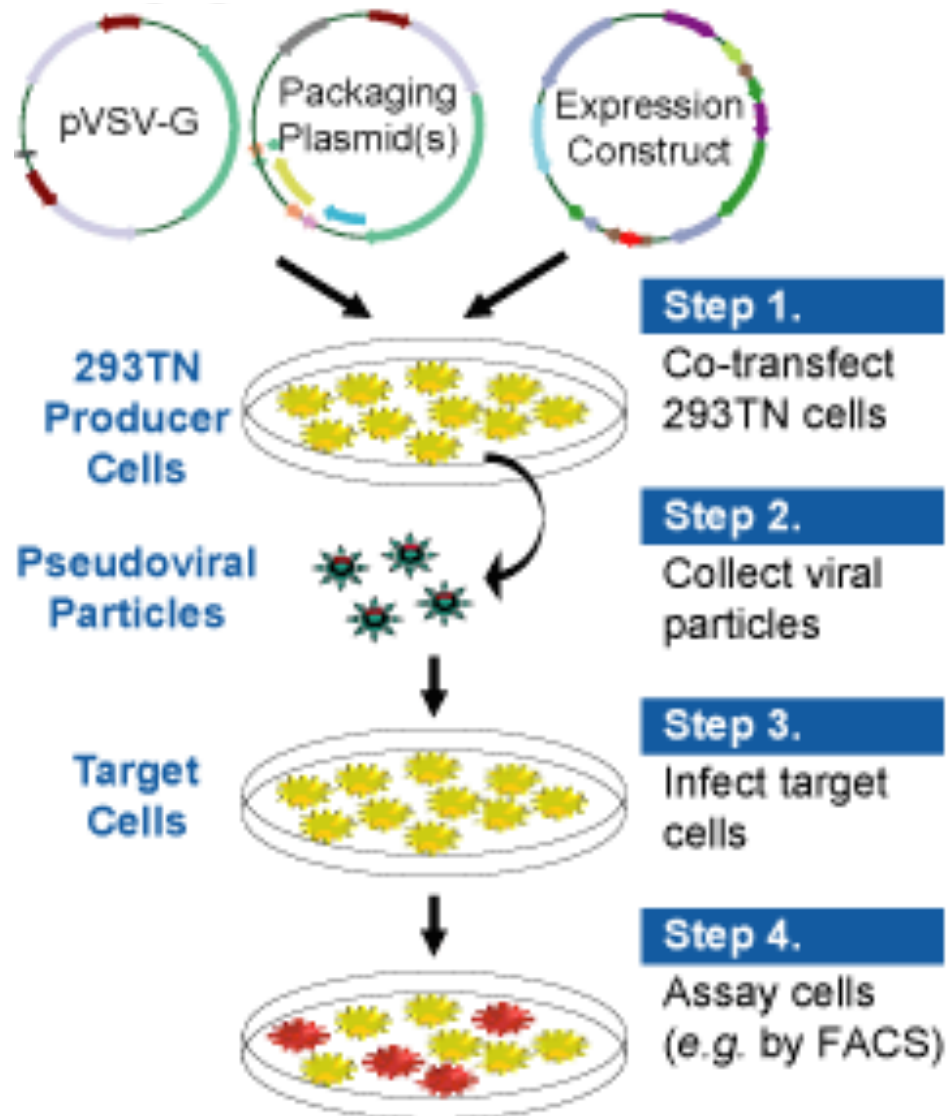 pVSV-G
Packaging
Plasmid(s)
Expression
Construct
293TN
Producer
Cells
Step 1.
Co-transfect
293TN cells
Pseudoviral
Particles
Step 2.
Collect viral
particles
Target
Cells
Step 3.
Infect target
cells
Step 4.
Assay cells
(e.g. by FACS)